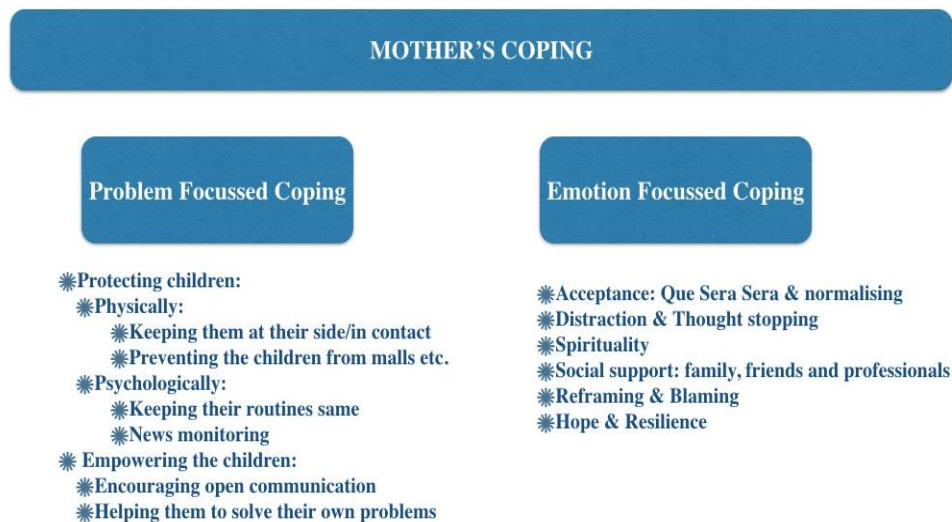 MOTHER'S COPING
Problem Focussed Coping
Protecting children:
Physically:
Keeping them at their side/in contact
Preventing the children from malls etc.
Psychologically:
Keeping their routines same
News monitoring
Empowering the children:
Encouraging open communication
Helping them to solve their own problems
Emotion Focussed Coping
Acceptance: Que Sera Sera & normalising
Distraction & Thought stopping
Spirituality
Social support: family, friends and professionals
Reframing & Blaming
Hope & Resilience